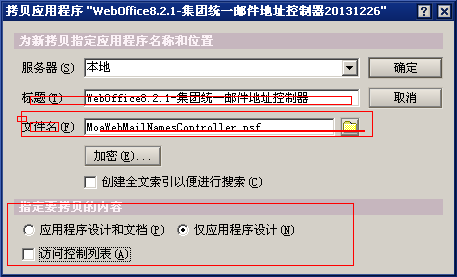 拷贝应用程序 "WebOffice8.2.1-集团统一邮件地址控制器20131226"
为新拷贝指定应用程序名称和位置
服务器(S) 本地 确定
标题(T) WebOffice8.2.1-集团统一邮件地址控制器 取消
文件名(F) MoaWebMailNamesController.nsf
加密(E)...
创建全文索引以便进行搜索(C)
指定要拷贝的内容
应用程序设计和文档(P) 仅应用程序设计(N)
访问控制列表(A)